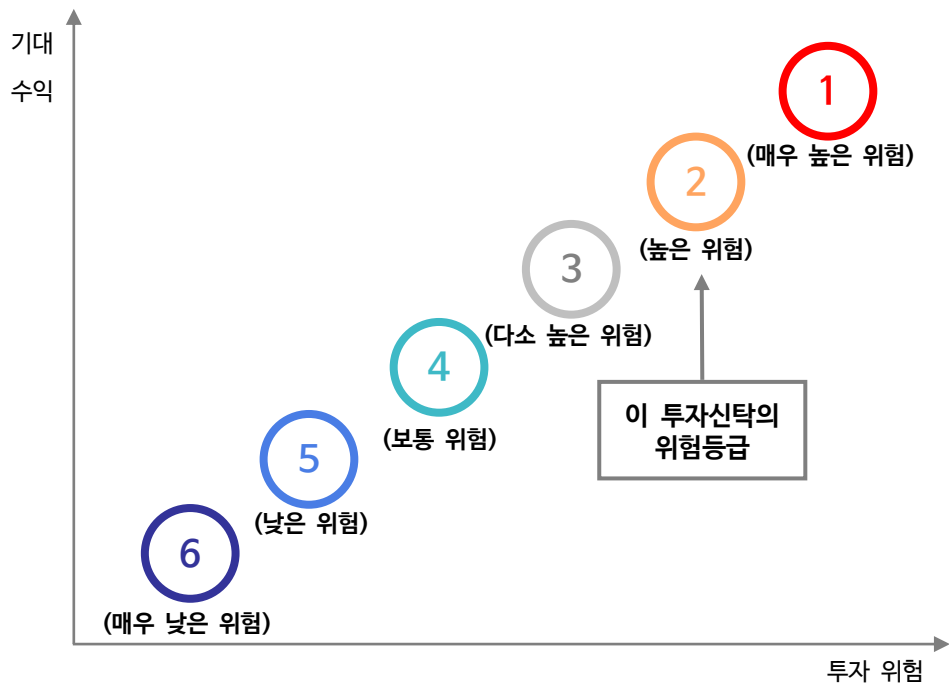 기대
수익
1
(매우 높은 위험)
2
(높은 위험)
3
(다소 높은 위험)
4
(보통 위험)
이 투자신탁의
위험등급
5
(낮은 위험)
6
(매우 낮은 위험)
투자 위험